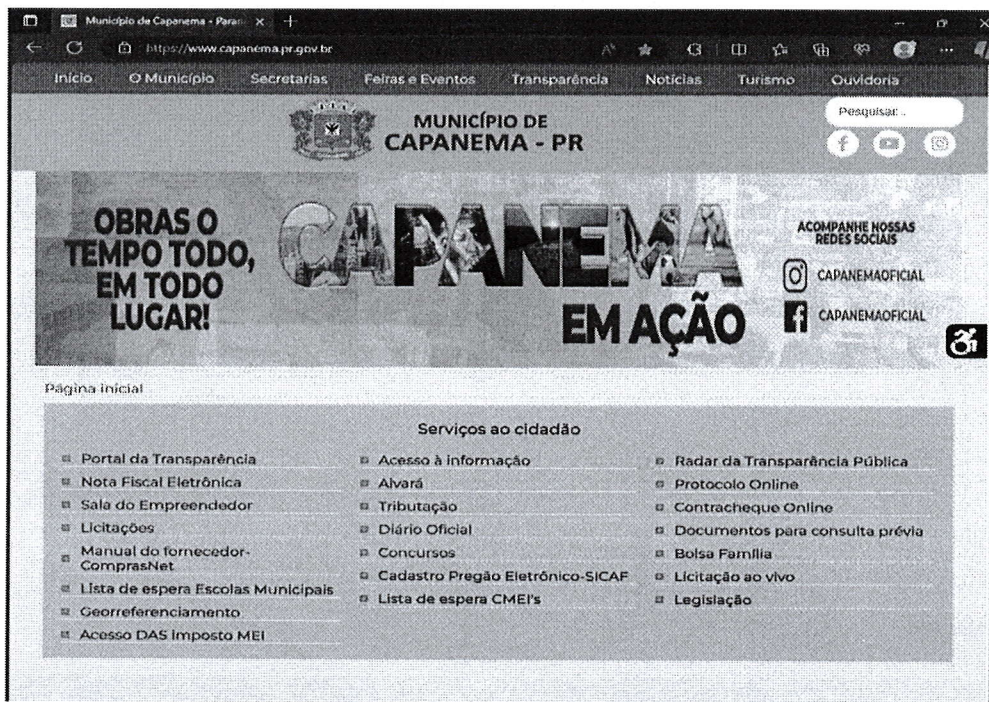 Município de Capanema - Paran
https://www.capanema.pr.gov.br
Início O Município Secretarias Feiras e Eventos Transparência Notícias Turismo Ouvidoria
MUNICÍPIO DE
CAPANEMA - PR
Pesquisar...
OBRAS O
TEMPO TODO,
EM TODO
LUGAR!
CAPANEMA
EM AÇÃO
ACOMPANHE NOSSAS
REDES SOCIAIS
CAPANEMAOFICIAL
CAPANEMAOFICIAL
Página inicial
Serviços ao cidadão
Portal da Transparência
Nota Fiscal Eletrônica
Sala do Empreendedor
Licitações
Manual do fornecedor-
ComprasNet
Lista de espera Escolas Municipais
Georreferenciamento
Acesso DAS Imposto MEI
Acesso à informação
Alvará
Tributação
Diário Oficial
Concursos
Cadastro Pregão Eletrônico-SICAF
Lista de espera CMEI's
Radar da Transparência Pública
Protocolo Online
Contracheque Online
Documentos para consulta prévia
Bolsa Família
Licitação ao vivo
Legislação